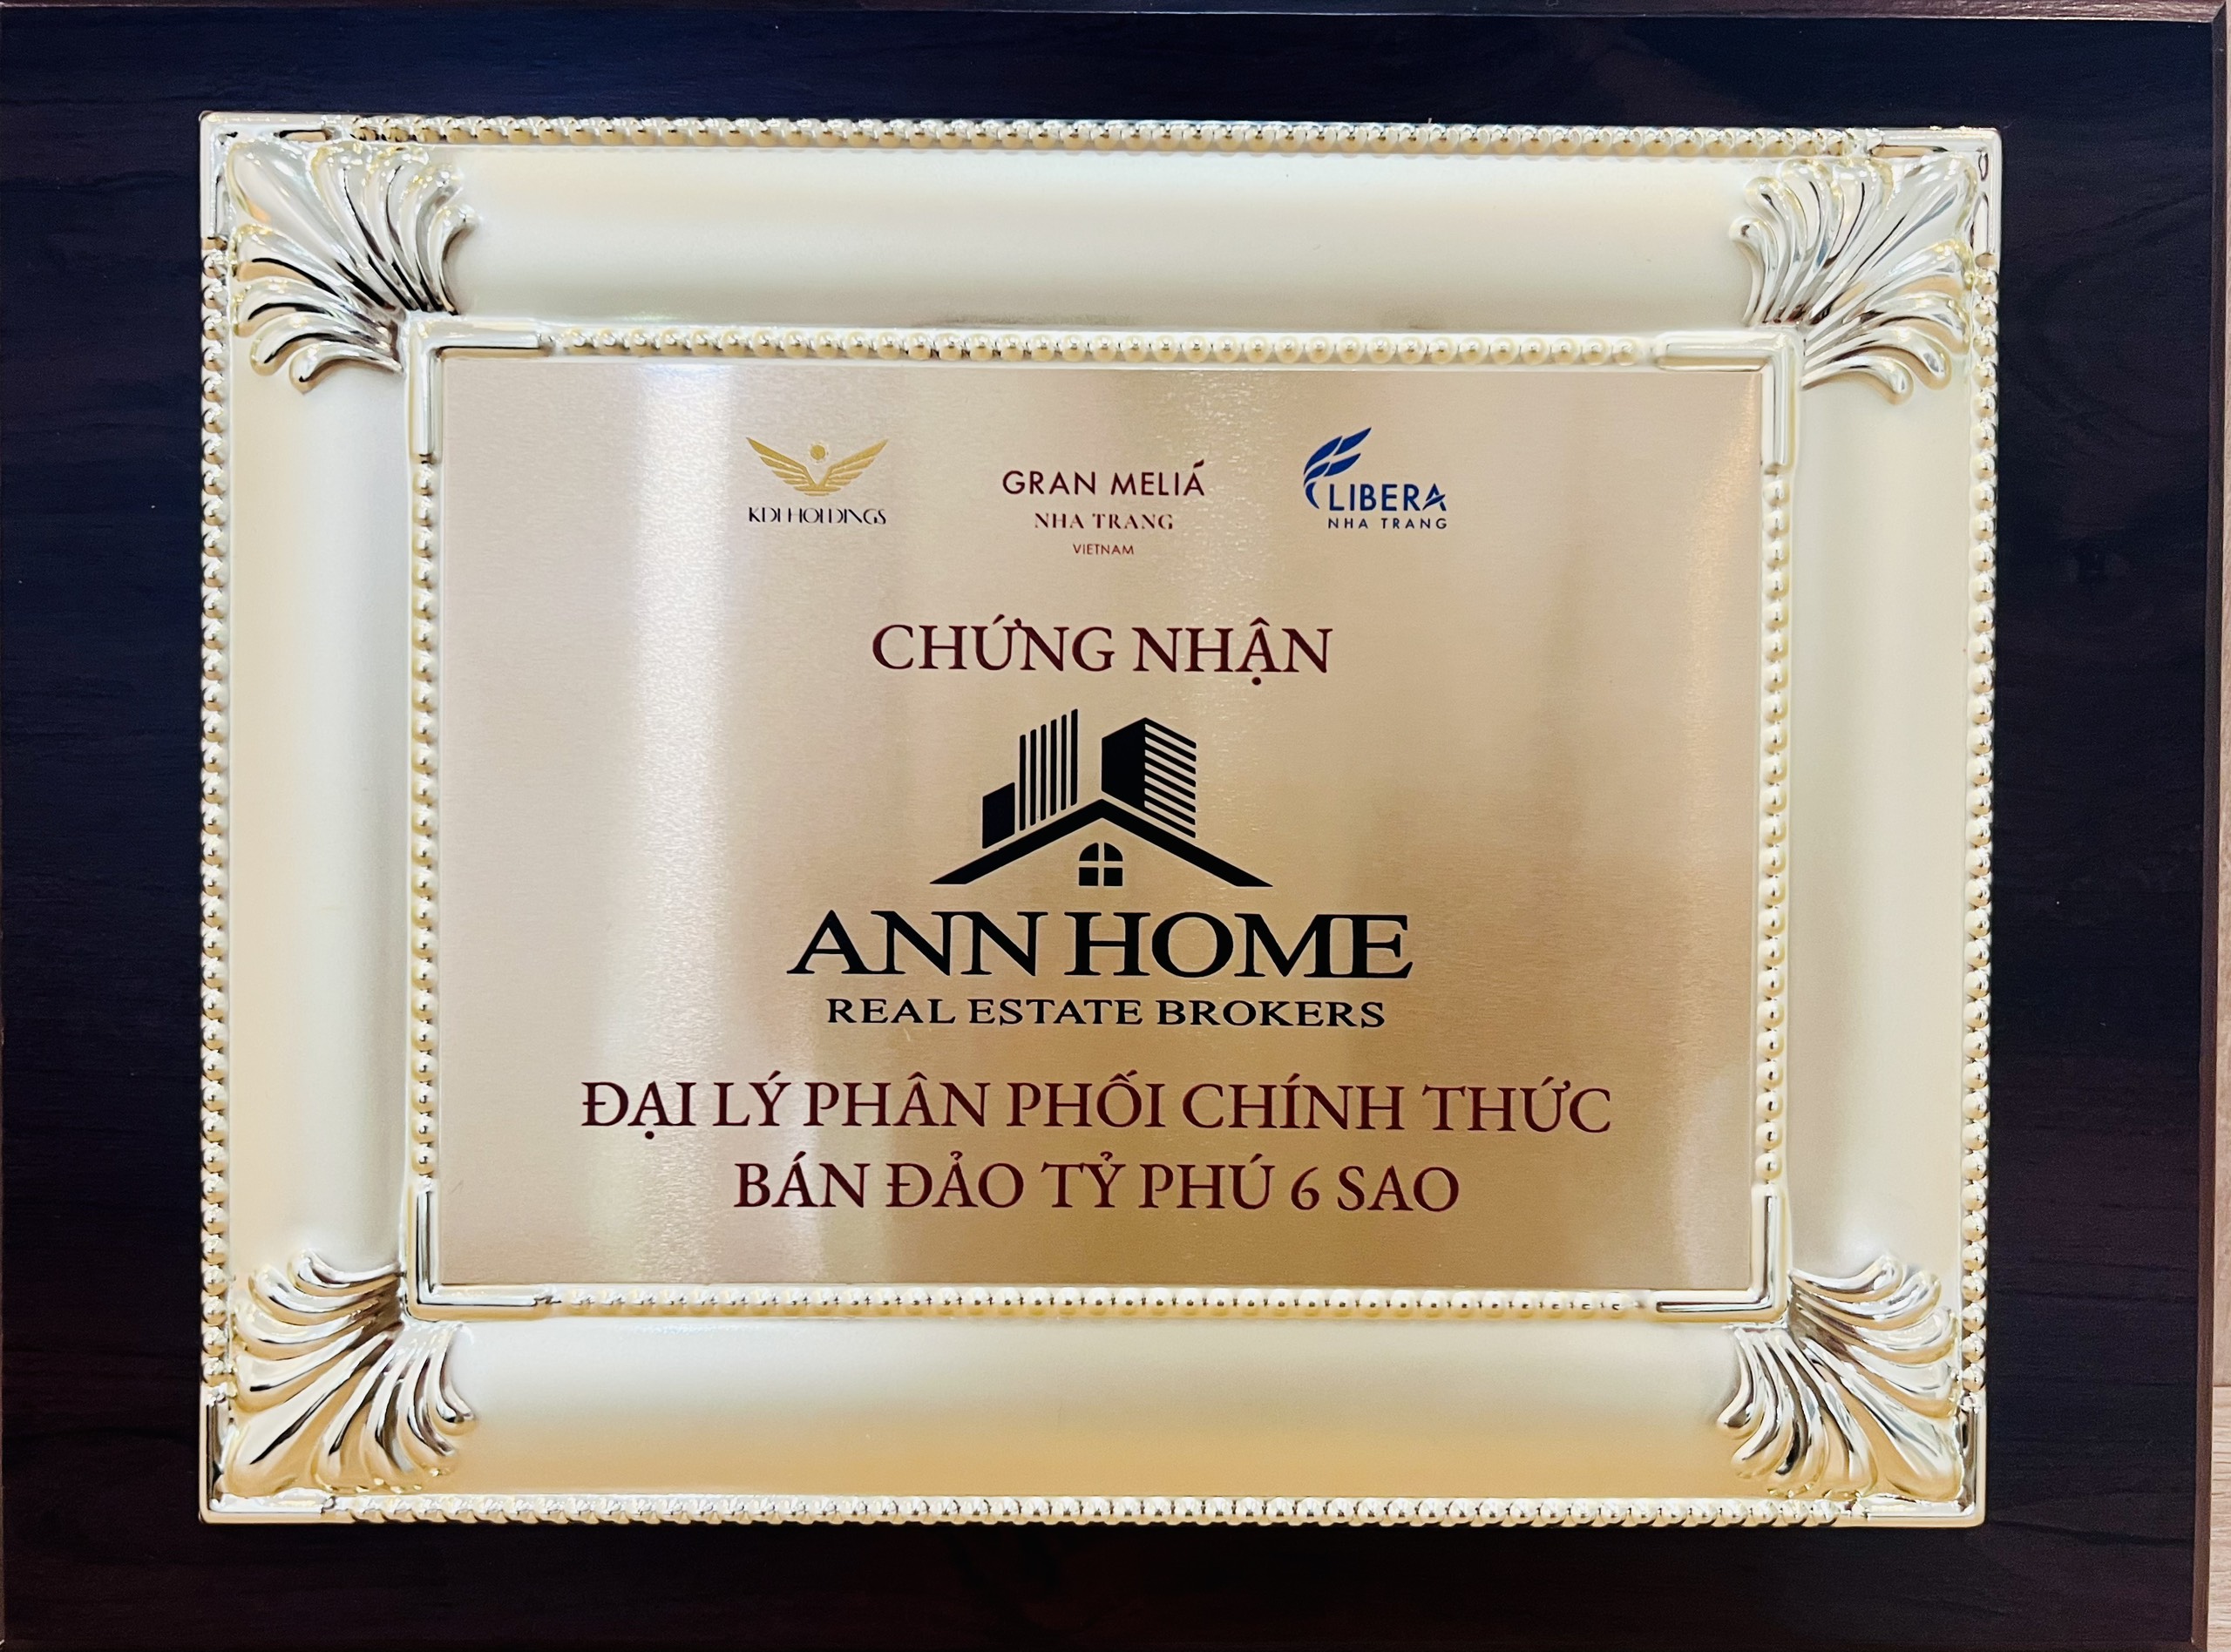 KDI HOLDINGS
GRAN MELIÁ
NHA TRANG
VIETNAM
LIBERA
NHA TRANG
CHỨNG NHẬN
ANN HOME
REAL ESTATE BROKERS
ĐẠI LÝ PHÂN PHỐI CHÍNH THỨC
BÁN ĐẢO TỶ PHÚ 6 SAO